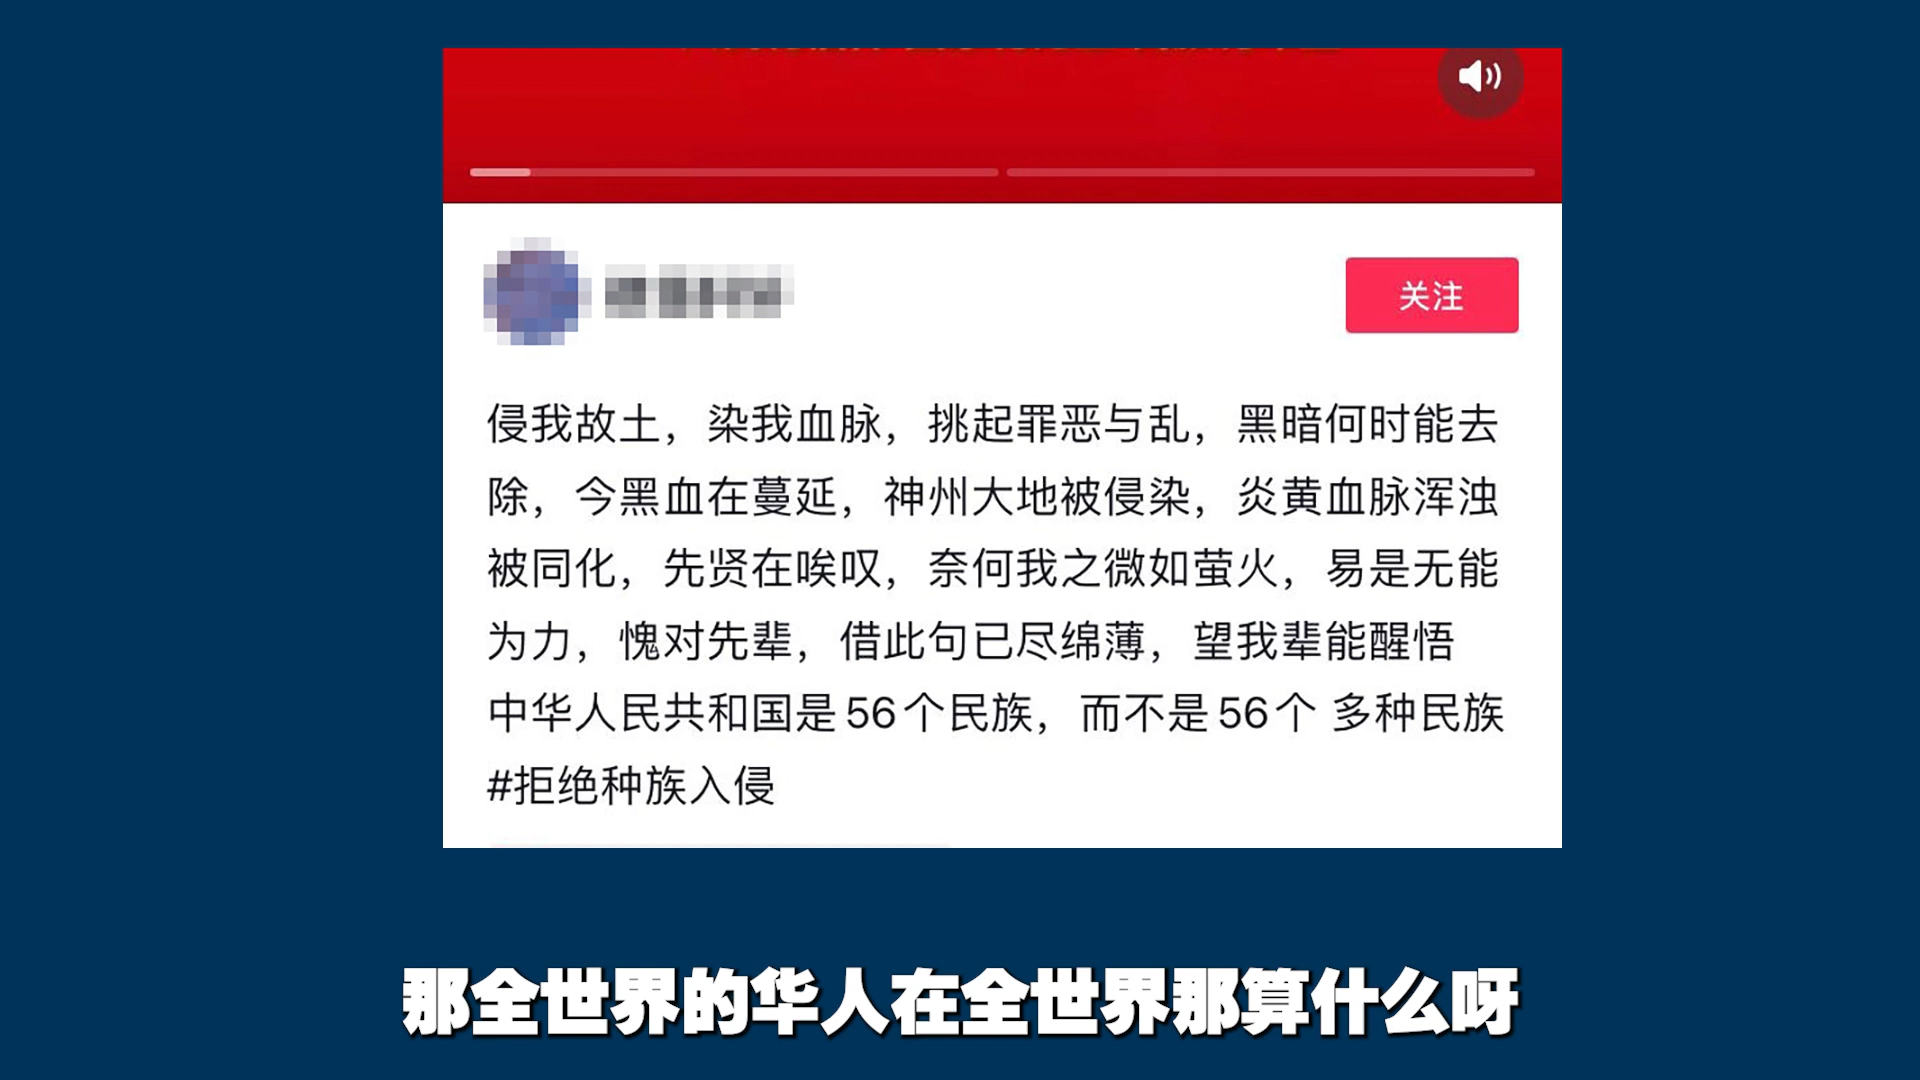 关注
侵我故土，染我血脉，挑起罪恶与乱，黑暗何时能去
除，今黑血在蔓延，神州大地被侵染，炎黄血脉浑浊
被同化，先贤在唉叹，奈何我之微如萤火，易是无能
为力，愧对先辈，借此句已尽绵薄，望我辈能醒悟
中华人民共和国是56个民族，而不是56个 多种民族
#拒绝种族入侵
那全世界的华人在全世界那算什么呀